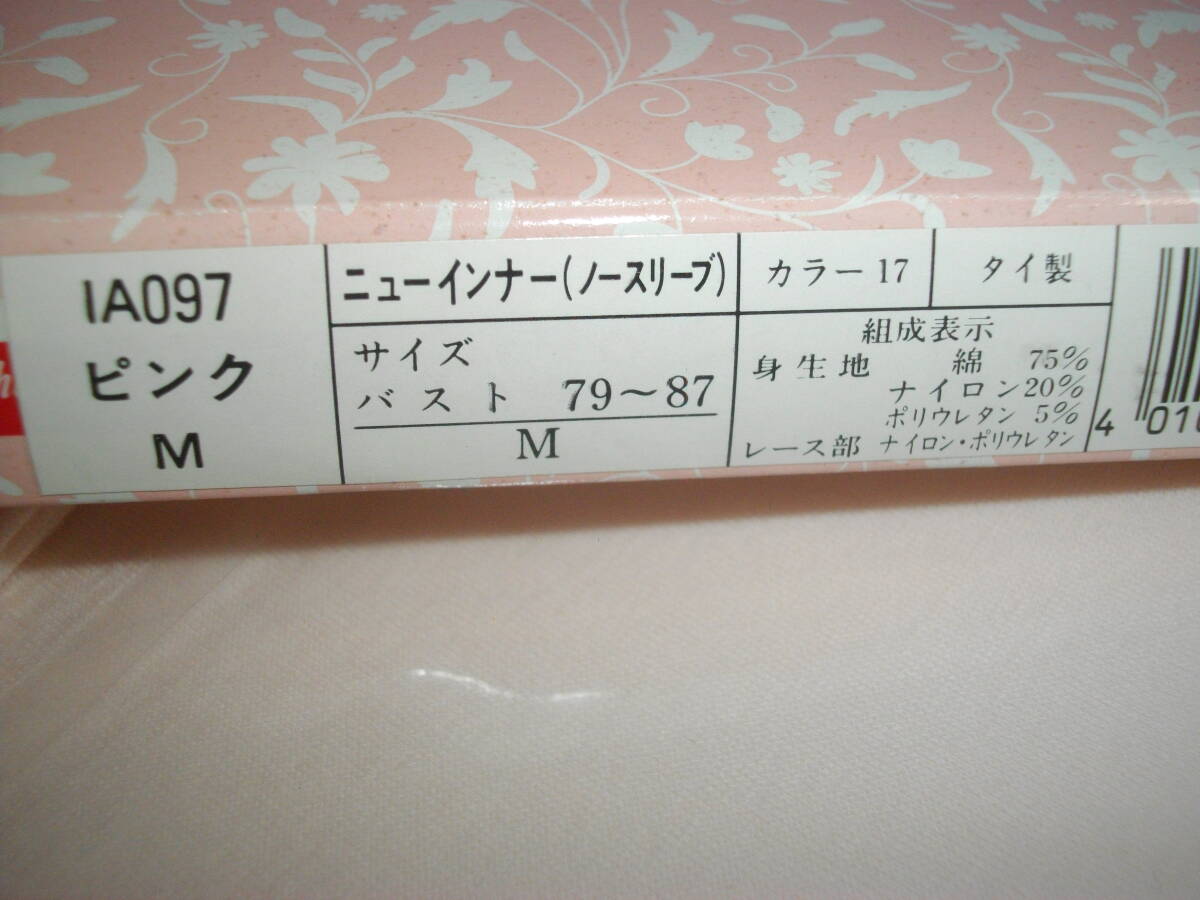 IA097
ピンク
M
ニューインナー(ノースリーブ)
サイズ
バスト 79〜87
M
カラー 17
タイ製
組成表示
身生地 綿 75%
ナイロン20%
ポリウレタン 5%
レース部 ナイロン・ポリウレタン
4